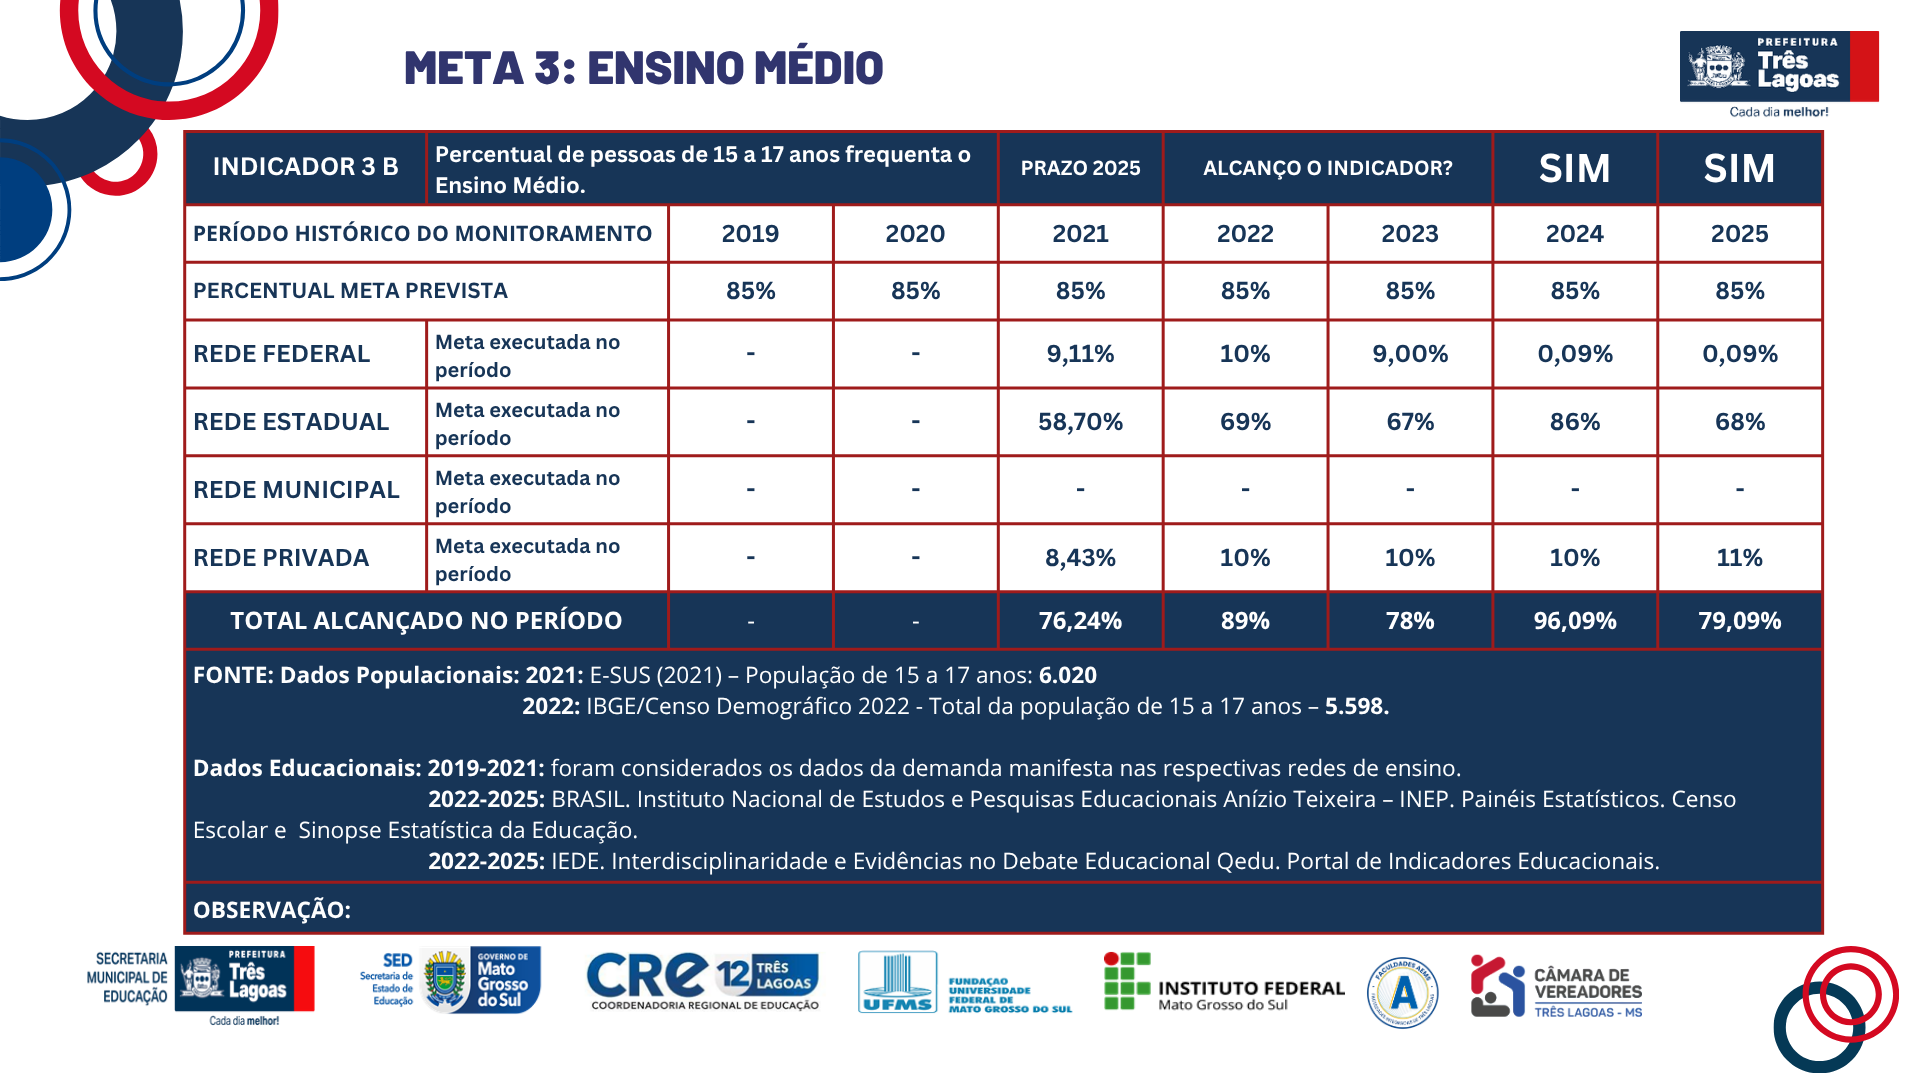 META 3: ENSINO MÉDIO
PREFEITURA
Três
Lagoas
Cada dia melhor!
INDICADOR 3 B
Percentual de pessoas de 15 a 17 anos frequenta o
Ensino Médio.
PRAZO 2025
ALCANÇO O INDICADOR?
SIM
SIM
PERÍODO HISTÓRICO DO MONITORAMENTO 2019 2020 2021 2022 2023 2024 2025
PERCENTUAL META PREVISTA 85% 85% 85% 85% 85% 85% 85%
REDE FEDERAL
Meta executada no
período
- - 9,11% 10% 9,00% 0,09% 0,09%
REDE ESTADUAL
Meta executada no
período
- - 58,70% 69% 67% 86% 68%
REDE MUNICIPAL
Meta executada no
período
- - - - - - -
REDE PRIVADA
Meta executada no
período
- - 8,43% 10% 10% 10% 11%
TOTAL ALCANÇADO NO PERÍODO - - 76,24% 89% 78% 96,09% 79,09%
FONTE: Dados Populacionais: 2021: E-SUS (2021) – População de 15 a 17 anos: 6.020
2022: IBGE/Censo Demográfico 2022 - Total da população de 15 a 17 anos – 5.598.
Dados Educacionais: 2019-2021: foram considerados os dados da demanda manifesta nas respectivas redes de ensino.
2022-2025: BRASIL. Instituto Nacional de Estudos e Pesquisas Educacionais Anízio Teixeira – INEP. Painéis Estatísticos. Censo
Escolar e Sinopse Estatística da Educação.
2022-2025: IEDE. Interdisciplinaridade e Evidências no Debate Educacional Qedu. Portal de Indicadores Educacionais.
OBSERVAÇÃO:
SECRETARIA
MUNICIPAL DE
EDUCAÇÃO
PREFEITURA
Três
Lagoas
Cada dia melhor!
SED
Secretaria de
Estado de
Educação
GOVERNO DE
Mato
Grosso
do Sul
CRE 12 TRÊS
LAGOAS
COORDENADORIA REGIONAL DE EDUCAÇÃO
UFMS
FUNDAÇAO
UNIVERSIDADE
FEDERAL DE
MATO GROSSO DO SUL
INSTITUTO FEDERAL
Mato Grosso do Sul
FACULDADES AEMS
A
CÂMARA DE
VEREADORES
TRÊS LAGOAS - MS